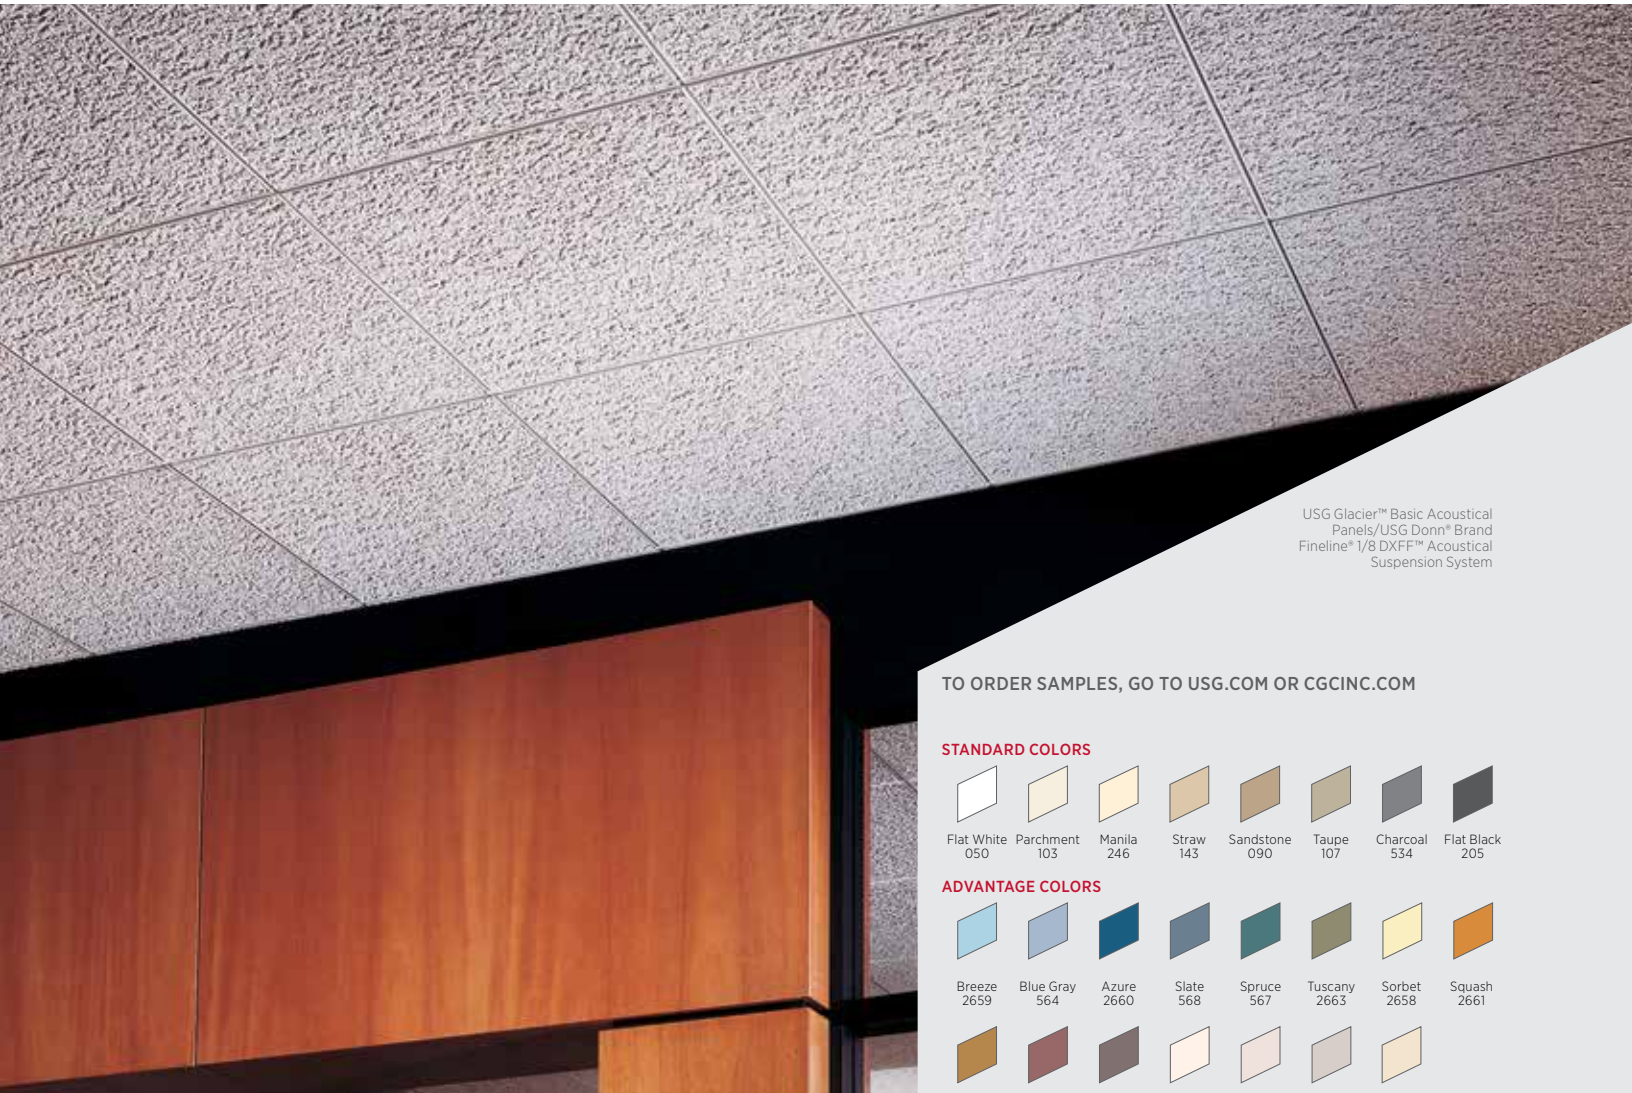 USG Glacier™ Basic Acoustical
Panels/USG Donn® Brand
Fineline® 1/8 DXFF™ Acoustical
Suspension System
TO ORDER SAMPLES, GO TO USG.COM OR CGCINC.COM
STANDARD COLORS
Flat White Parchment Manila Straw Sandstone Taupe Charcoal Flat Black
050 103 246 143 090 107 534 205
ADVANTAGE COLORS
Breeze Blue Gray Azure Slate Spruce Tuscany Sorbet Squash
2659 564 2660 568 567 2663 2658 2661